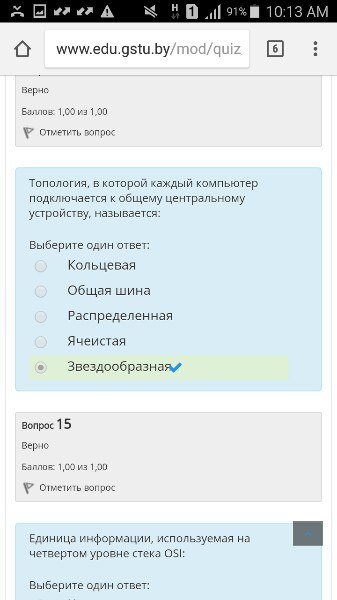 91% 10:13 AM
www.edu.gstu.by/mod/quiz
6
Верно
Баллов: 1,00 из 1,00
Отметить вопрос
Топология, в которой каждый компьютер
подключается к общему центральному
устройству, называется:
Выберите один ответ:
Кольцевая
Общая шина
Распределенная
Ячеистая
Звездообразная
Вопрос 15
Верно
Баллов: 1,00 из 1,00
Отметить вопрос
Единица информации, используемая на
четвертом уровне стека OSI:
Выберите один ответ: